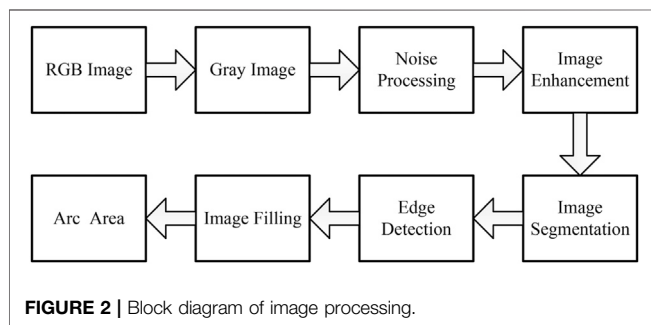 RGB Image
Gray Image
Noise
Processing
Image
Enhancement
Arc Area
Image Filling
Edge
Detection
Image
Segmentation
FIGURE 2 | Block diagram of image processing.